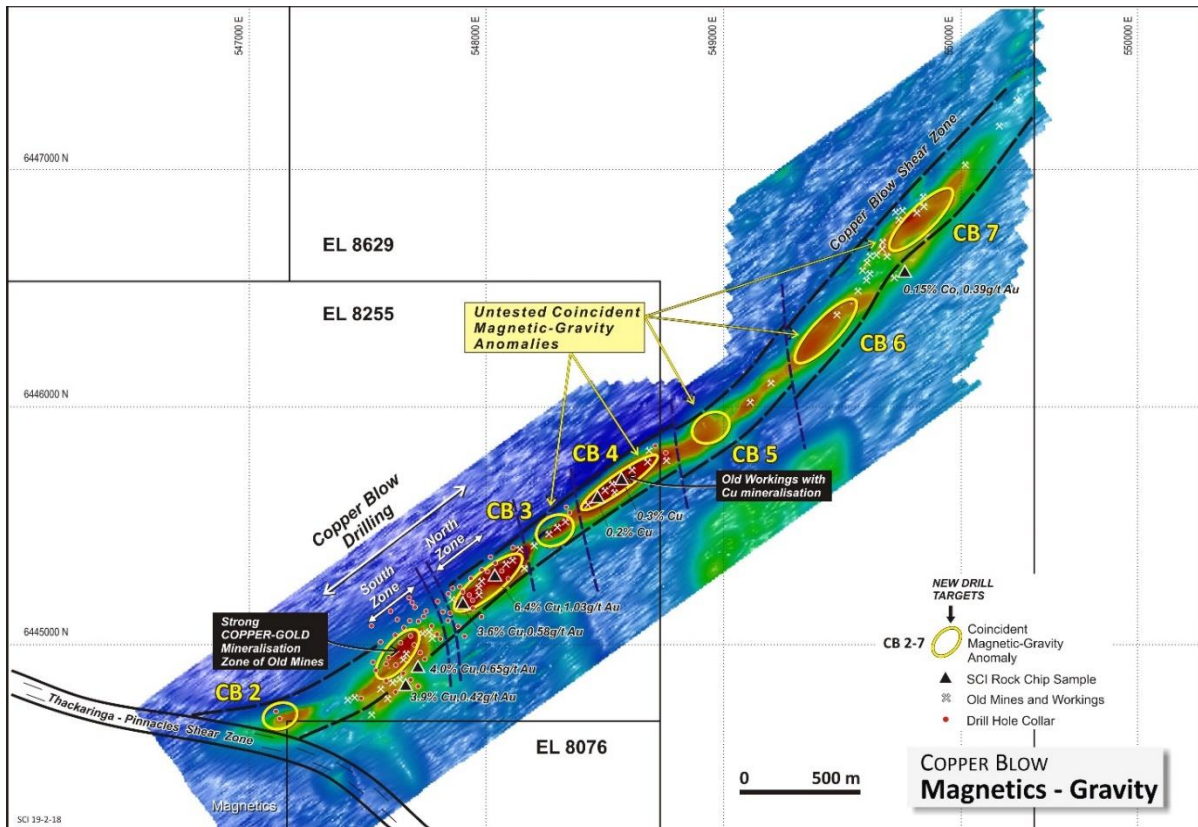 547000 E
548000 E
549000 E
550000 E
550000 E
6447000 N
6446000 N
6445000 N
EL 8629
EL 8255
EL 8076
Copper Blow Shear Zone
CB 7
0.15% Co, 0.39g/t Au
CB 6
Untested Coincident
Magnetic-Gravity
Anomalies
CB 5
CB 4
Old Workings with
Cu mineralisation
0.3% Cu
0.2% Cu
CB 3
Copper Blow
Drilling
North
Zone
South
Zone
6.4% Cu,1.03g/t Au
3.6% Cu,0.58g/t Au
4.0% Cu,0.65g/t Au
3.9% Cu,0.42g/t Au
Strong
COPPER-GOLD
Mineralisation
Zone of Old Mines
CB 2
Thackaringa - Pinnacles Shear Zone
Magnetics
SCI 19-2-18
NEW DRILL
TARGETS
CB 2-7
Coincident
Magnetic-Gravity
Anomaly
SCI Rock Chip Sample
Old Mines and Workings
Drill Hole Collar
0 500 m
COPPER BLOW
Magnetics - Gravity